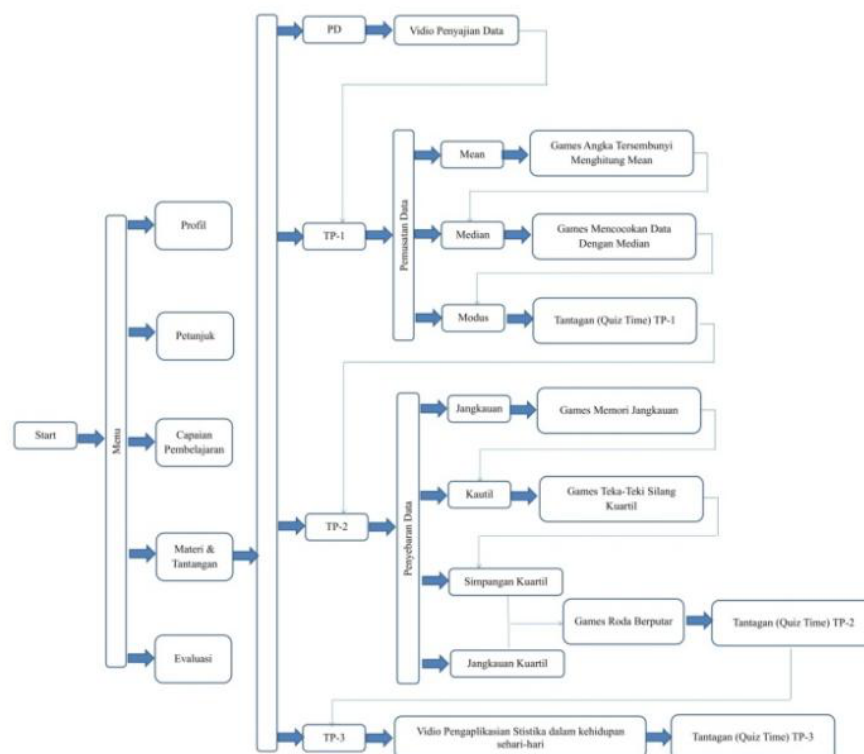 PD
Vidio Penyajian Data
Mean
Games Angka Tersembunyi
Menghitung Mean
Profil
TP-1
Pemusatan Data
Median
Games Mencocokan Data
Dengan Median
Petunjuk
Modus
Tantagan (Quiz Time) TP-1
Start
Menu
Capaian
Pembelajaran
Jangkauan
Games Memori Jangkauan
Kautil
Games Teka-Teki Silang
Kuartil
Materi &
Tantangan
TP-2
Penyebaran Data
Simpangan Kuartil
Games Roda Berputar
Tantagan (Quiz Time) TP-2
Evaluasi
Jangkauan Kuartil
TP-3
Vidio Pengaplikasian Stistika dalam kehidupan
sehari-hari
Tantagan (Quiz Time) TP-3